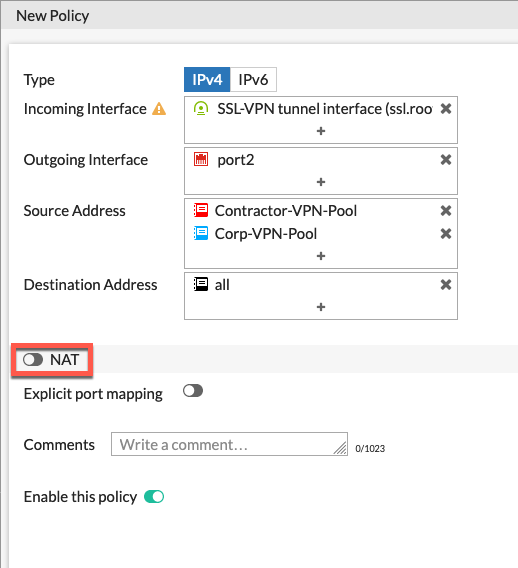 New Policy
Type IPv4 IPv6
Incoming Interface SSL-VPN tunnel interface (ssl.roo
+
Outgoing Interface port2
+
Source Address Contractor-VPN-Pool
Corp-VPN-Pool
+
Destination Address all
+
NAT
Explicit port mapping
Comments Write a comment... 0/1023
Enable this policy